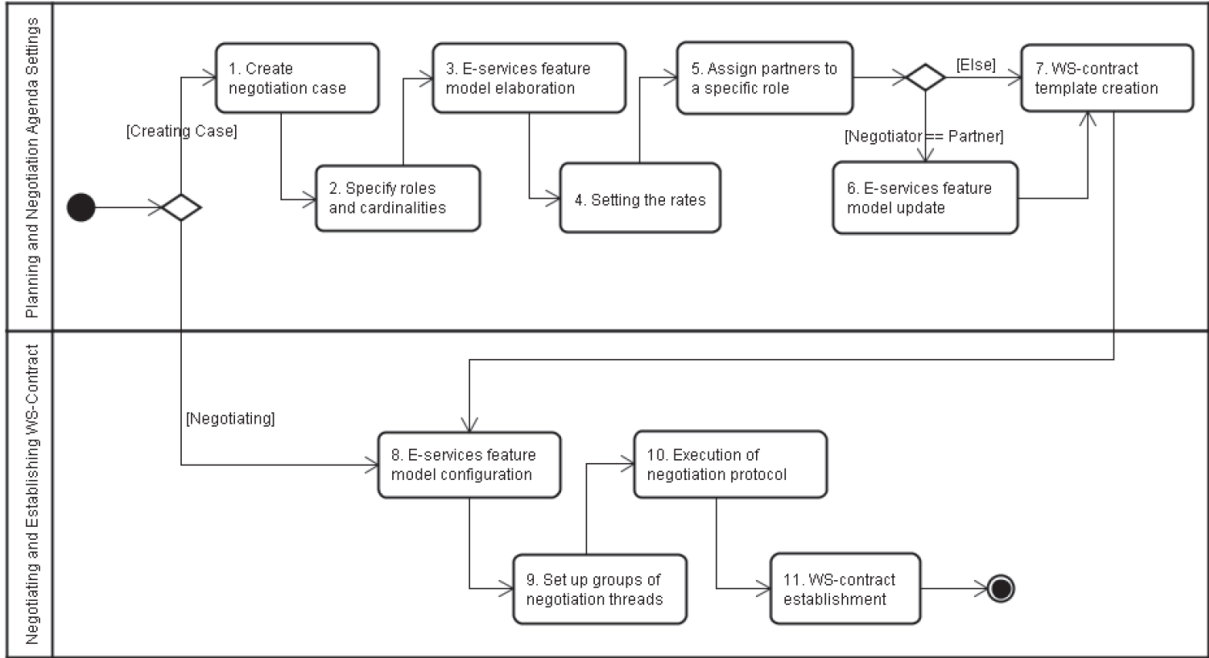 Planning and Negotiation Agenda Settings
1. Create
negotiation case
3. E-services feature
model elaboration
5. Assign partners to
a specific role
[Else]
7. WS-contract
template creation
[Creating Case]
[Negotiator == Partner]
2. Specify roles
and cardinalities
4. Setting the rates
6. E-services feature
model update
Negotiating and Establishing WS-Contract
[Negotiating]
8. E-services feature
model configuration
10. Execution of
negotiation protocol
9. Set up groups of
negotiation threads
11. WS-contract
establishment